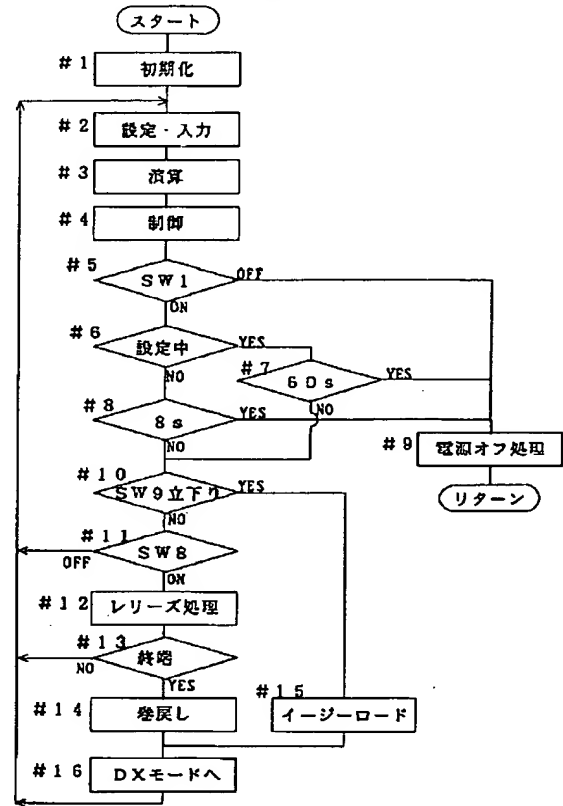 スタート
#1 初期化
#2 設定・入力
#3 演算
#4 制御
#5 SW1 OFF
ON
#6 設定中 YES
NO
#7 60s YES
NO
#8 8s YES
NO
#9 電源オフ処理
リターン
#10 SW9立下り YES
NO
#11 SW8
OFF
ON
#12 レリーズ処理
#13 終端
NO
YES
#14 巻戻し
#15 イージーロード
#16 DXモードへ